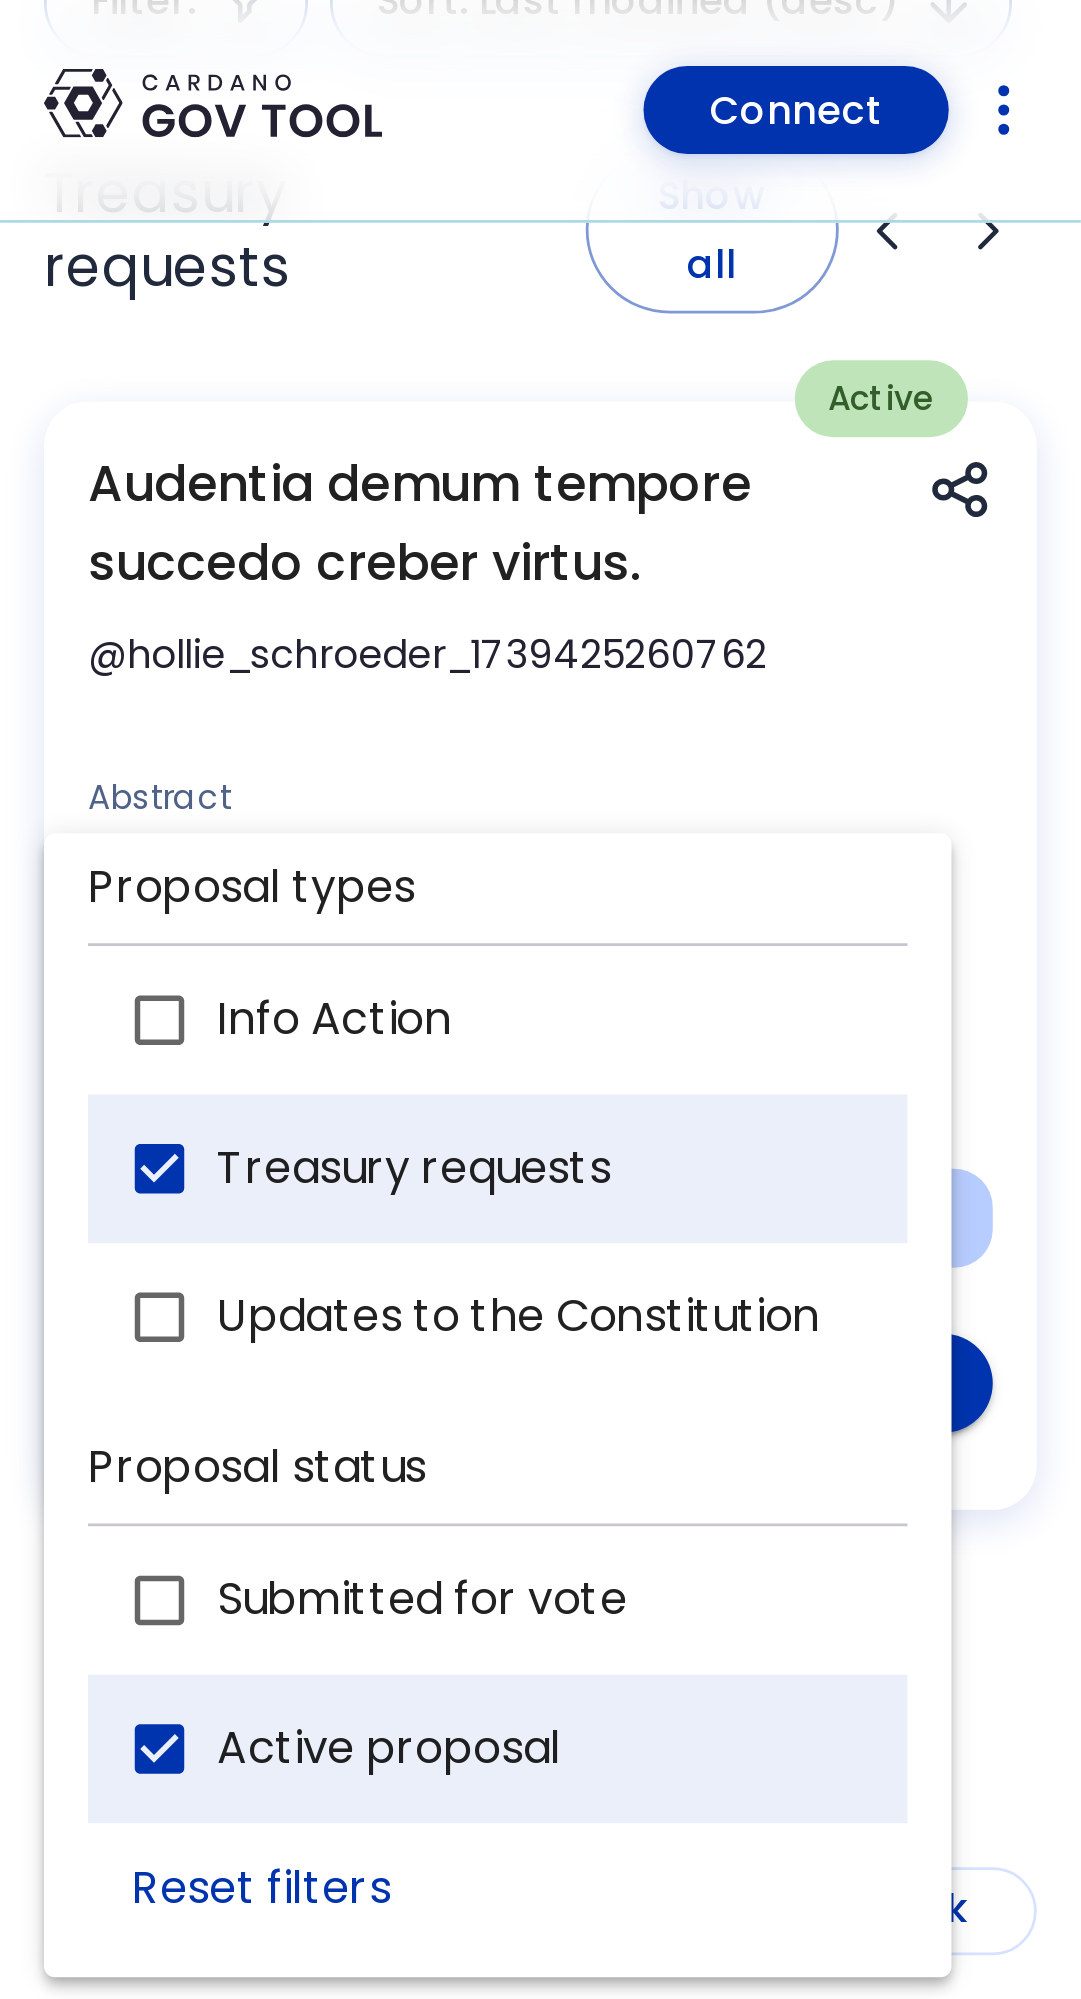 Filter:
Sort: Last modified (desc)
CARDANO
GOV TOOL
Connect
Treasury
requests
Show
all
Active
Audentia demum tempore
succedo creber virtus.
@hollie_schroeder_1739425260762
Abstract
Proposal types
Info Action
Treasury requests
Updates to the Constitution
Proposal status
Submitted for vote
Active proposal
Reset filters
k